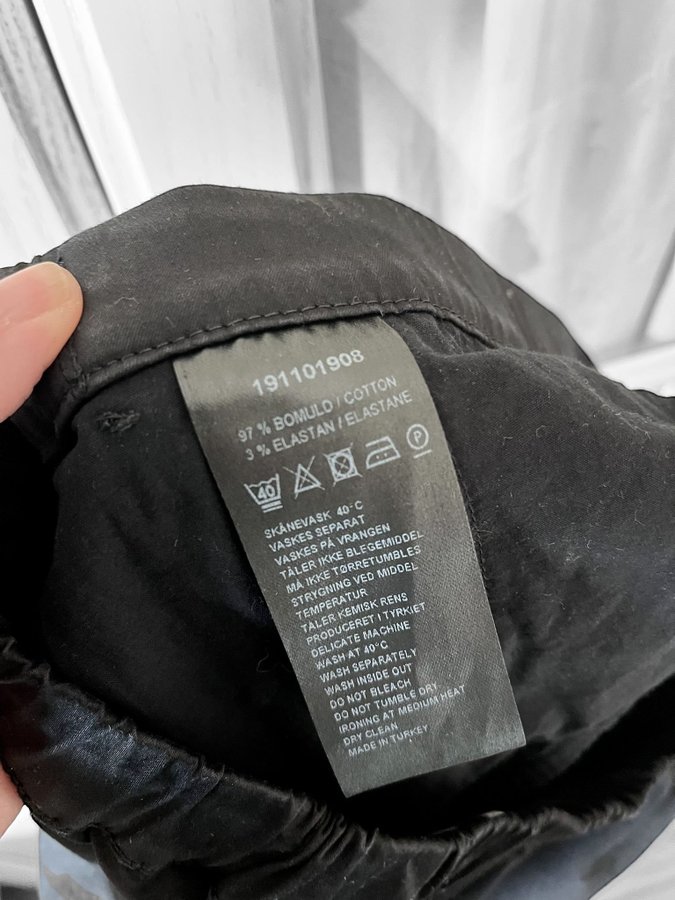 191101908
97 % BOMULD / COTTON
3 % ELASTAN / ELASTANE
40 P
SKÅNEVASK 40°C
VASKES SEPARAT
VASKES PÅ VRANGEN
TÅLER IKKE BLEGEMIDDEL
MÅ IKKE TØRRETUMBLES
STRYGNING VED MIDDEL
TEMPERATUR
TÅLER KEMISK RENS
PRODUCERET I TYRKIET
DELICATE MACHINE
WASH AT 40°C
WASH SEPARATELY
WASH INSIDE OUT
DO NOT BLEACH
DO NOT TUMBLE DRY
IRONING AT MEDIUM HEAT
DRY CLEAN
MADE IN TURKEY